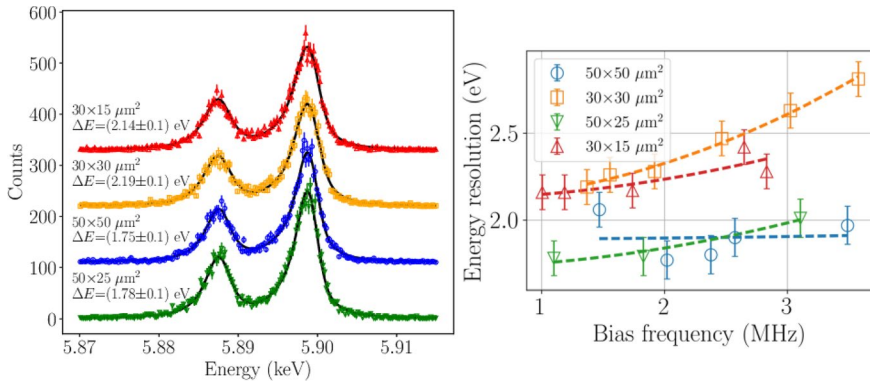 600
500
400
300
200
100
0
Counts
30×15 μm²
ΔE=(2.14±0.1) eV
30×30 μm²
ΔE=(2.19±0.1) eV
50×50 μm²
ΔE=(1.75±0.1) eV
50×25 μm²
ΔE=(1.78±0.1) eV
5.87 5.88 5.89 5.90 5.91
Energy (keV)
Energy resolution (eV)
2.5
2.0
50×50 μm²
30×30 μm²
50×25 μm²
30×15 μm²
1 2 3
Bias frequency (MHz)